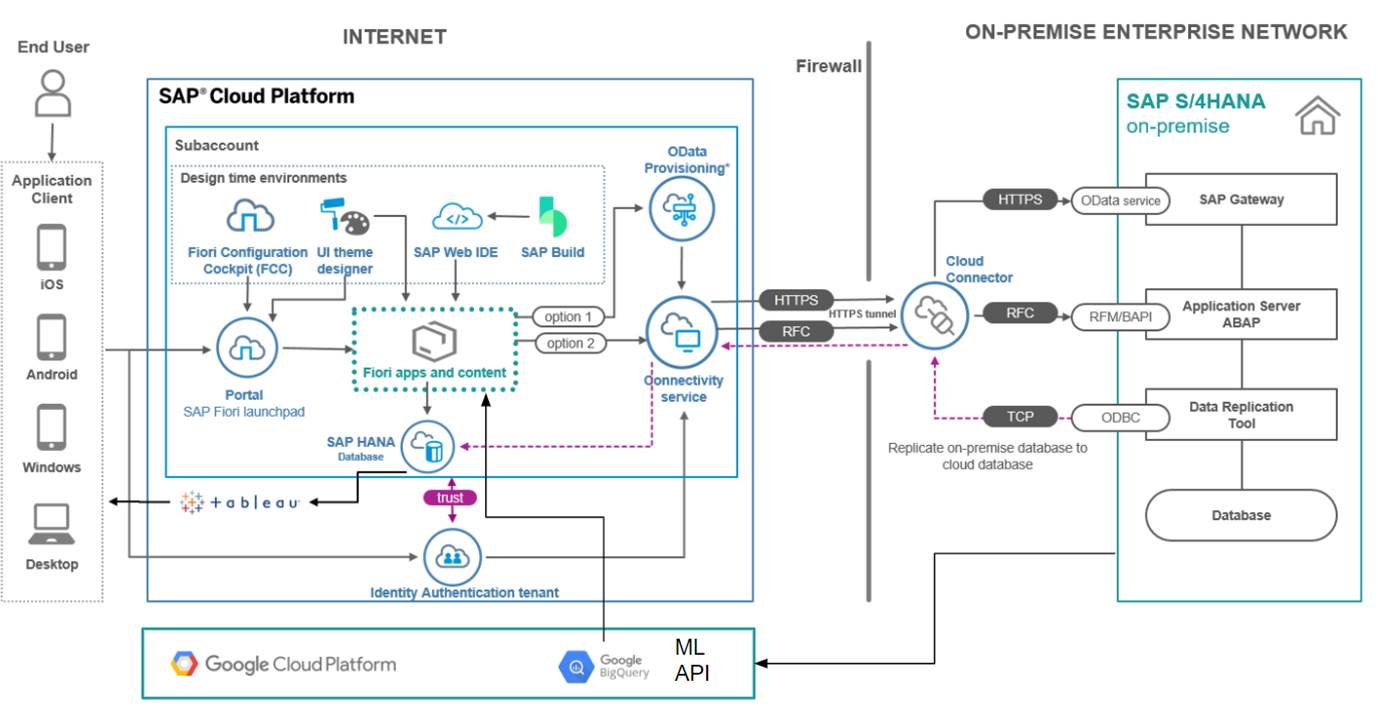 INTERNET
ON-PREMISE ENTERPRISE NETWORK
End User
Firewall
SAP® Cloud Platform
SAP S/4HANA
on-premise
Subaccount
OData
Provisioning*
Application
Client
Design time environments
HTTPS
OData service
SAP Gateway
Fiori Configuration
Cockpit (FCC)
UI theme
designer
SAP Web IDE
SAP Build
iOS
Cloud
Connector
option 1
HTTPS
HTTPS tunnel
RFC
RFC
RFM/BAPI
Application Server
ABAP
option 2
Android
Fiori apps and content
Connectivity
service
Portal
SAP Fiori launchpad
TCP
ODBC
Data Replication
Tool
SAP HANA
Database
Replicate on-premise database to
cloud database
Windows
trust
+ableau
Database
Desktop
Identity Authentication tenant
Google Cloud Platform
Google
BigQuery
ML
API